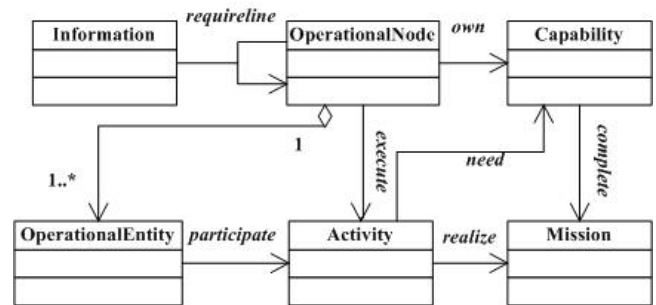 requireline
Information
OperationalNode
own
Capability
1
execute
need
complete
1..*
OperationalEntity
participate
Activity
realize
Mission